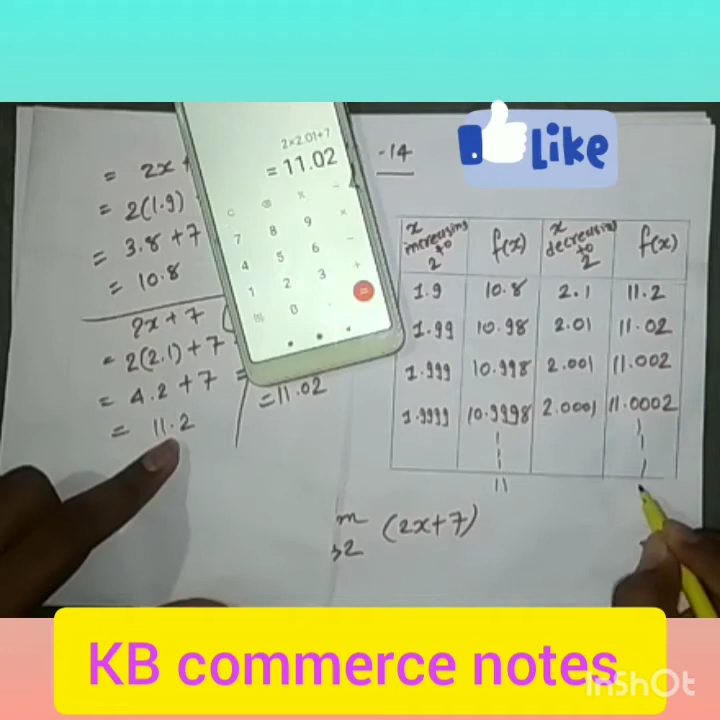 = 2x +
= 2(1.9)
= 3.8 + 7
= 10.8
2x + 7
= 2(2.1) + 7
= 4.2 + 7
= 11.2
=
= 11.02
2×2.01+7
= 11.02
C
7 8 9 ×
4 5 6 −
1 2 3 +
0 .
-14
Like
x increasing to 2 f(x) x decreasing to 2 f(x)
1.9 10.8 2.1 11.2
1.99 10.98 2.01 11.02
1.999 10.998 2.001 11.002
1.9999 10.9998 2.0001 11.0002
11
m (2x+7)
2
KB commerce notes
InShOt